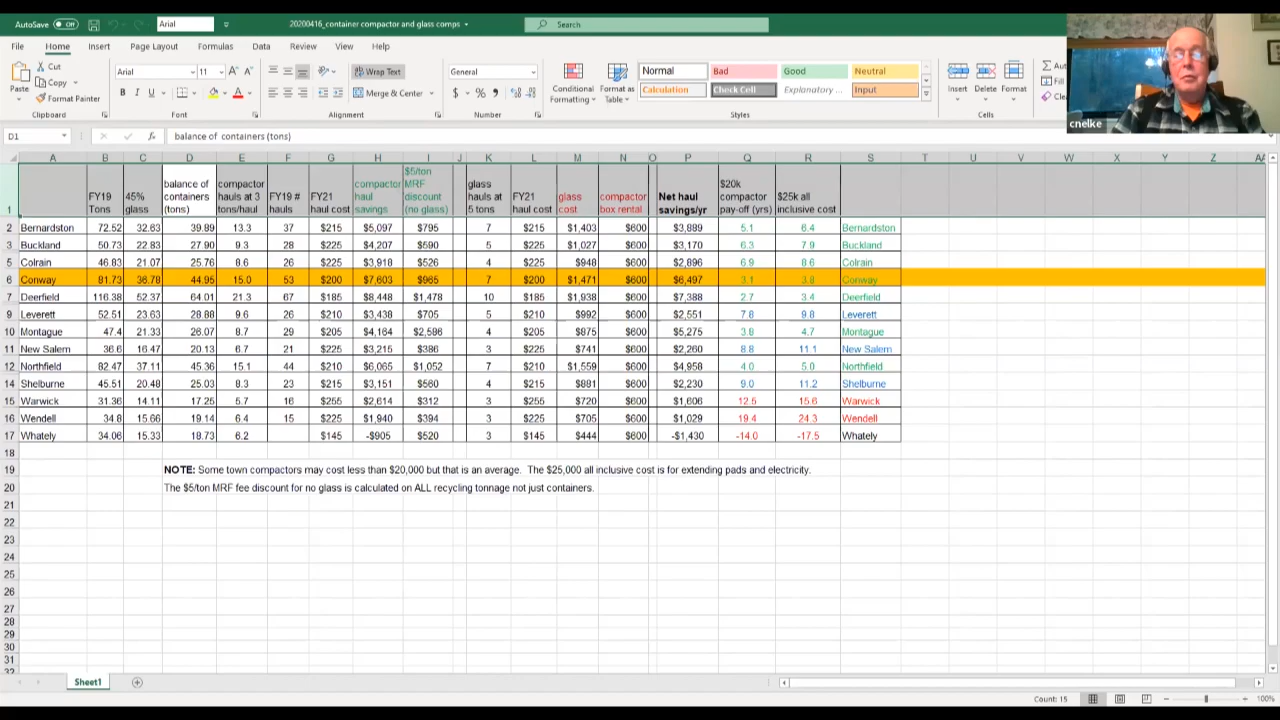 AutoSave Off Arial 20200416_container compactor and glass comps Search
File Home Insert Page Layout Formulas Data Review View Help
Paste Cut Copy Format Painter Arial 11 Wrap Text Merge & Center General Conditional Formatting Format as Table Normal Bad Good Neutral Calculation Check Cell Explanatory ... Input Insert Delete Format
Clipboard Font Alignment Number Styles Cells
cnelke
D1 fx balance of containers (tons)
A B C D E F G H I J K L M N O P Q R S T U V W X Y Z
1 FY19 Tons 45% glass balance of containers (tons) compactor hauls at 3 tons/haul FY19 # hauls FY21 haul cost compactor haul savings $5/ton MRF discount (no glass) glass hauls at 5 tons FY21 haul cost glass cost compactor box rental Net haul savings/yr $20k compactor pay-off (yrs) $25k all inclusive cost
2 Bernardston 72.52 32.63 39.89 13.3 37 $215 $5,097 $795 7 $215 $1,403 $600 $3,889 5.1 6.4 Bernardston
3 Buckland 50.73 22.83 27.90 9.3 28 $225 $4,207 $590 5 $225 $1,027 $600 $3,170 6.3 7.9 Buckland
5 Colrain 46.83 21.07 25.76 8.6 26 $225 $3,918 $526 4 $225 $948 $600 $2,896 6.9 8.6 Colrain
6 Conway 81.73 36.78 44.95 15.0 53 $200 $7,603 $965 7 $200 $1,471 $600 $6,497 3.1 3.8 Conway
7 Deerfield 116.38 52.37 64.01 21.3 67 $185 $8,448 $1,478 10 $185 $1,938 $600 $7,388 2.7 3.4 Deerfield
9 Leverett 52.51 23.63 28.88 9.6 26 $210 $3,438 $705 5 $210 $992 $600 $2,551 7.8 9.8 Leverett
10 Montague 47.4 21.33 26.07 8.7 29 $205 $4,164 $2,586 4 $205 $875 $600 $5,275 3.8 4.7 Montague
11 New Salem 36.6 16.47 20.13 6.7 21 $225 $3,215 $386 3 $225 $741 $600 $2,260 8.8 11.1 New Salem
12 Northfield 82.47 37.11 45.36 15.1 44 $210 $6,065 $1,052 7 $210 $1,559 $600 $4,958 4.0 5.0 Northfield
14 Shelburne 45.51 20.48 25.03 8.3 23 $215 $3,151 $560 4 $215 $881 $600 $2,230 9.0 11.2 Shelburne
15 Warwick 31.36 14.11 17.25 5.7 16 $255 $2,614 $312 3 $255 $720 $600 $1,606 12.5 15.6 Warwick
16 Wendell 34.8 15.66 19.14 6.4 15 $225 $1,940 $394 3 $225 $705 $600 $1,029 19.4 24.3 Wendell
17 Whately 34.06 15.33 18.73 6.2 $145 -$905 $520 3 $145 $444 $600 -$1,430 -14.0 -17.5 Whately
18
19 NOTE: Some town compactors may cost less than $20,000 but that is an average. The $25,000 all inclusive cost is for extending pads and electricity.
20 The $5/ton MRF fee discount for no glass is calculated on ALL recycling tonnage not just containers.
21
22
23
24
25
26
27
28
29
30
31
Sheet1
Count: 15 100%